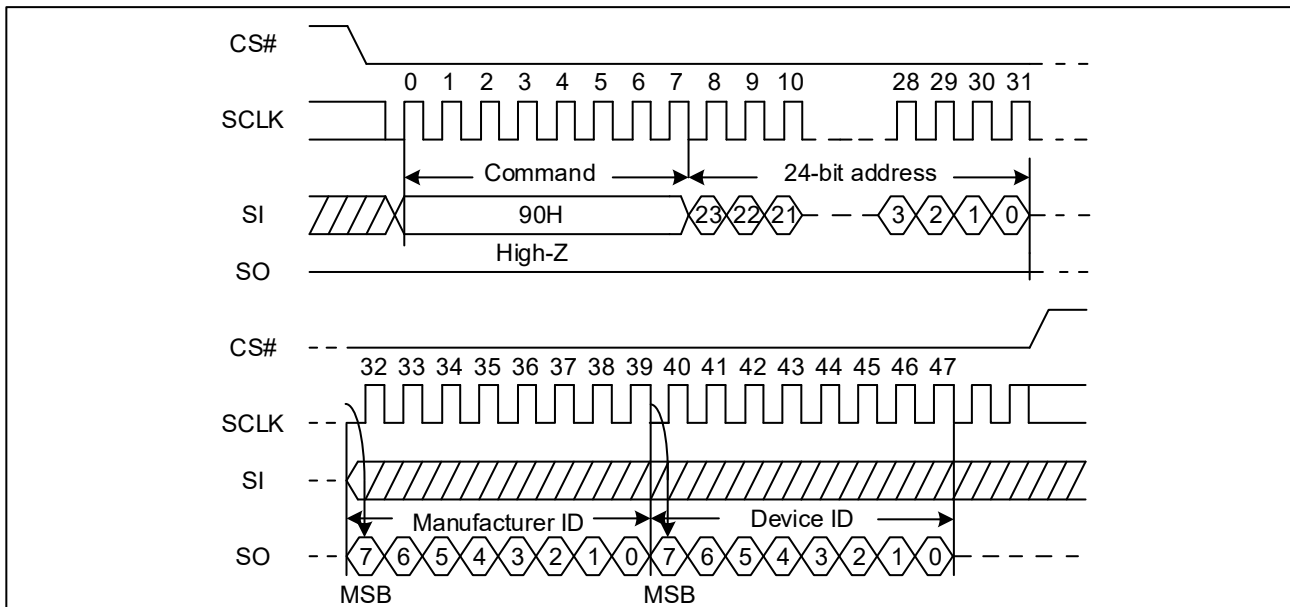 CS#
0 1 2 3 4 5 6 7 8 9 10 28 29 30 31
SCLK
Command 24-bit address
SI 90H 23 22 21 3 2 1 0
High-Z
SO
CS#
32 33 34 35 36 37 38 39 40 41 42 43 44 45 46 47
SCLK
SI
Manufacturer ID Device ID
SO 7 6 5 4 3 2 1 0 7 6 5 4 3 2 1 0
MSB MSB